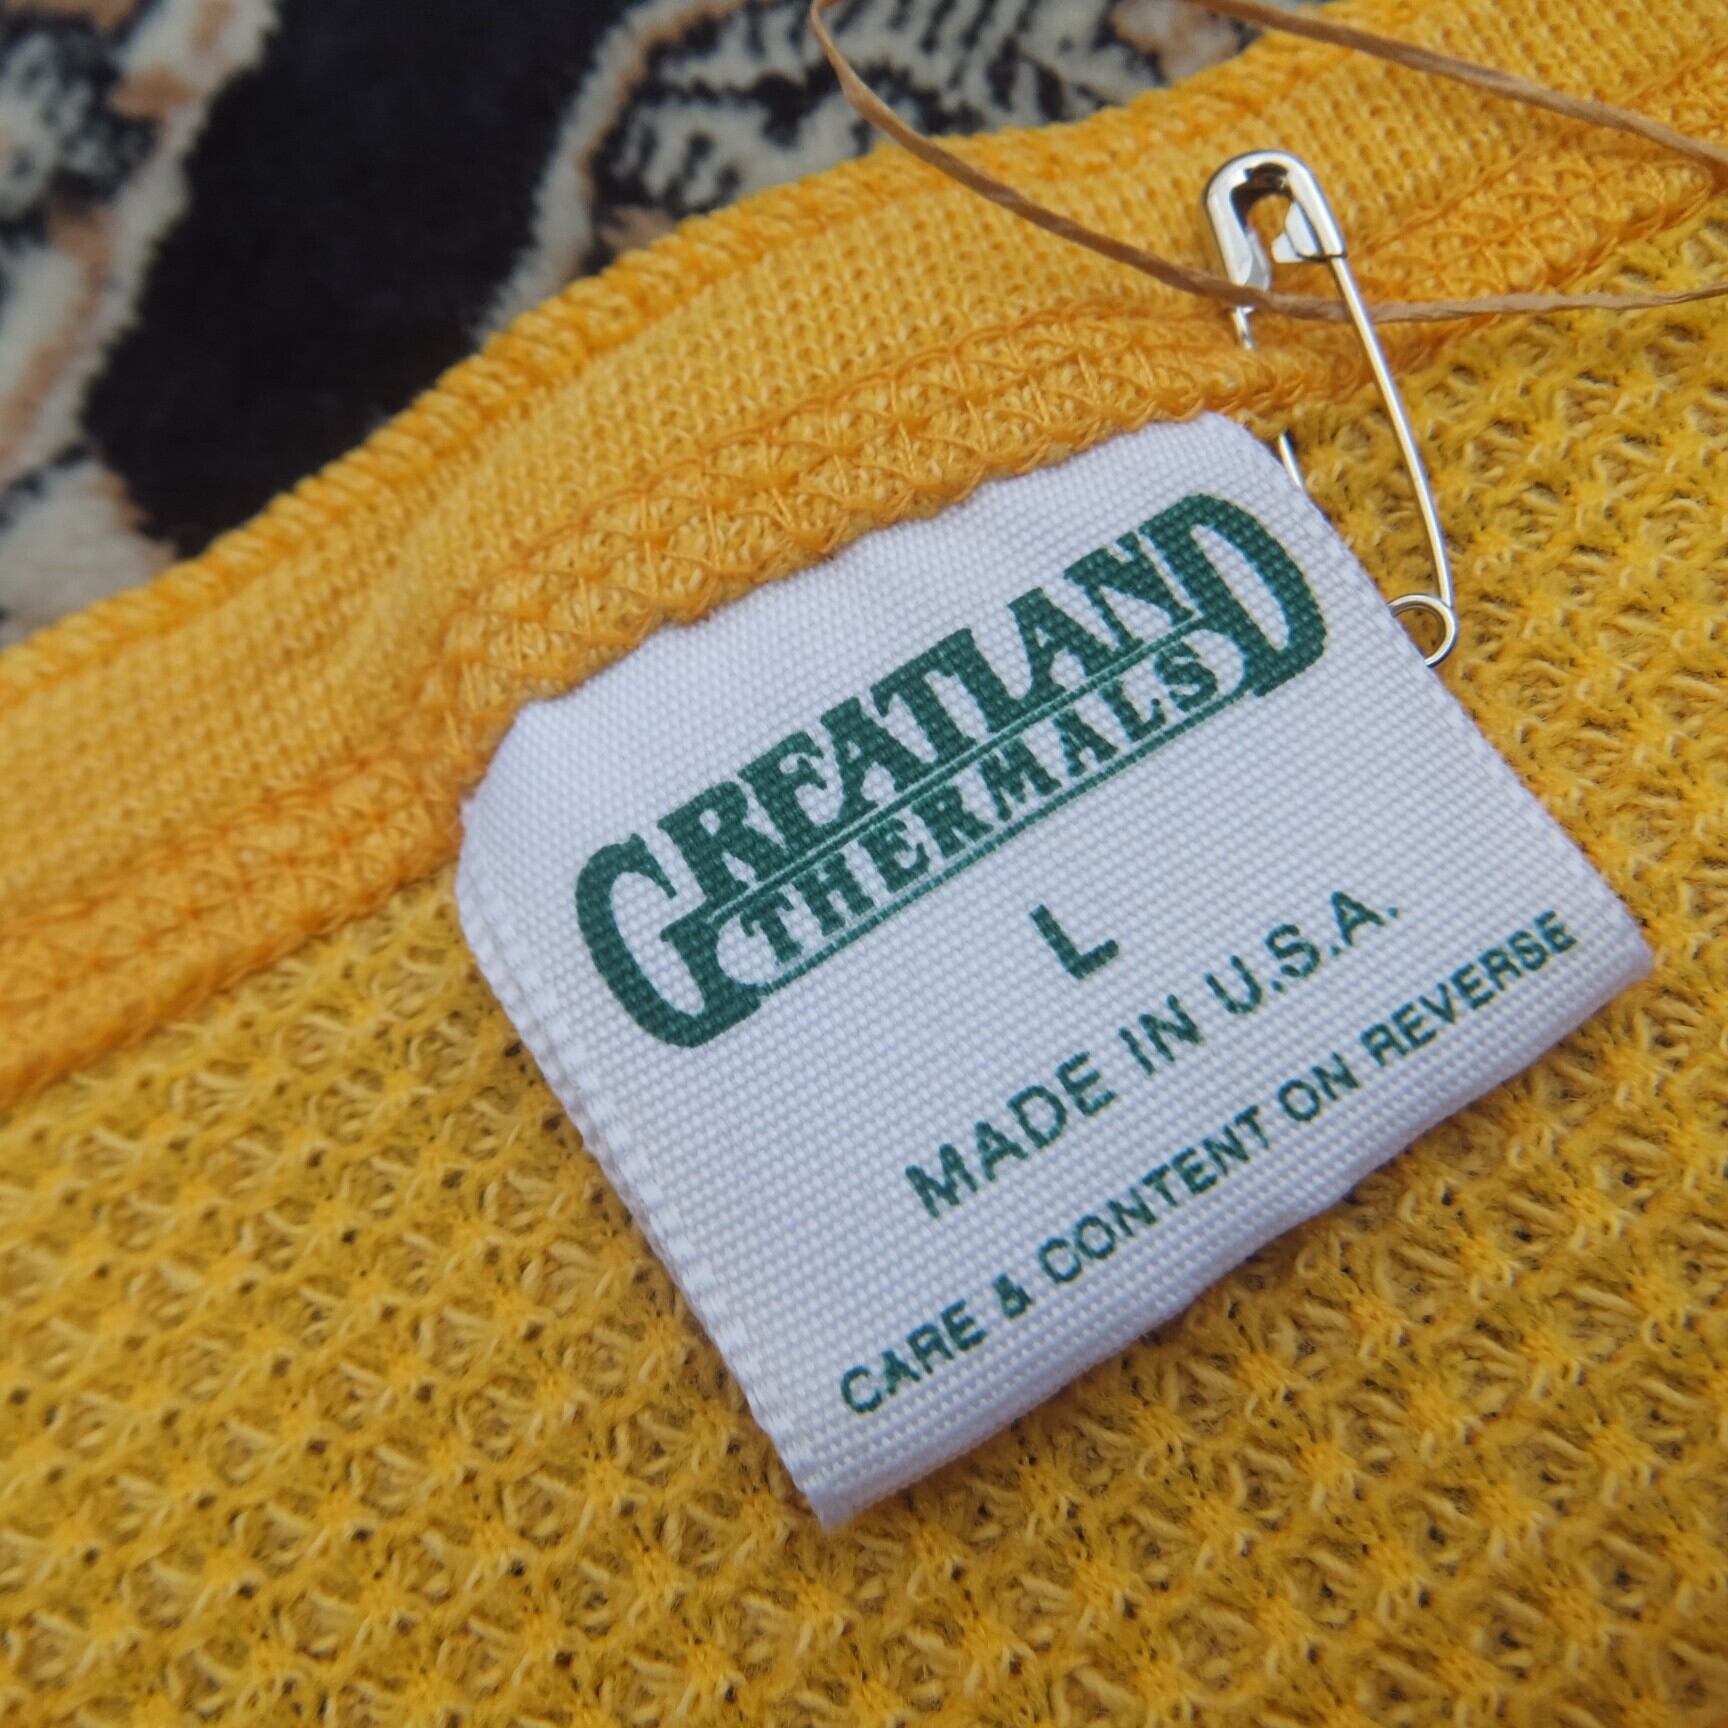 GREATLAND
THERMALS
L
MADE IN U.S.A.
CARE & CONTENT ON REVERSE